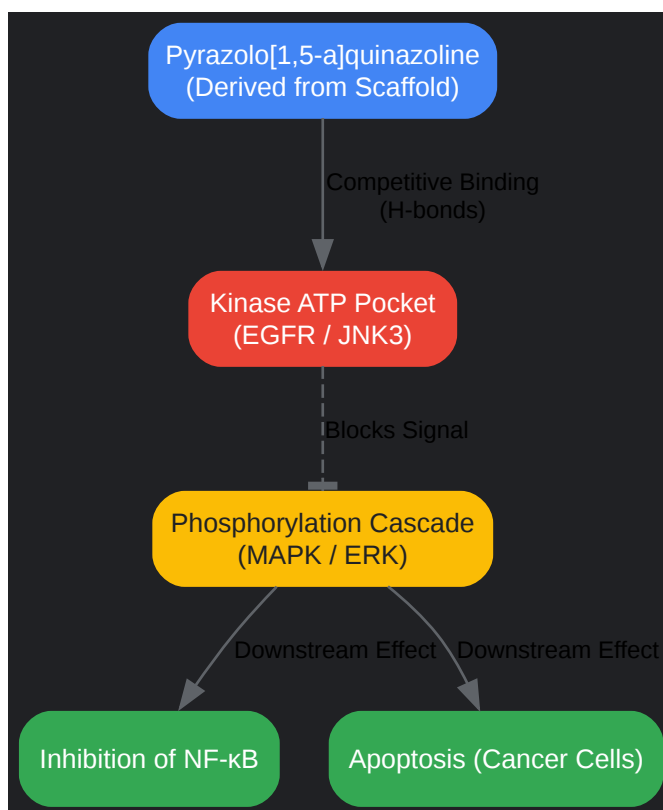 Pyrazolo[1,5-a]quinazoline
(Derived from Scaffold)
Competitive Binding
(H-bonds)
Kinase ATP Pocket
(EGFR / JNK3)
Blocks Signal
Phosphorylation Cascade
(MAPK / ERK)
Downstream Effect
Downstream Effect
Inhibition of NF-κB
Apoptosis (Cancer Cells)